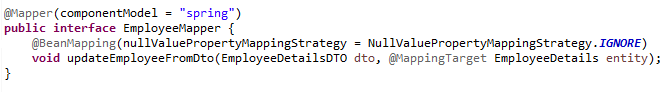 @Mapper(componentModel = "spring")
public interface EmployeeMapper {
    @BeanMapping(nullValuePropertyMappingStrategy = NullValuePropertyMappingStrategy.IGNORE)
    void updateEmployeeFromDto(EmployeeDetailsDTO dto, @MappingTarget EmployeeDetails entity);
}